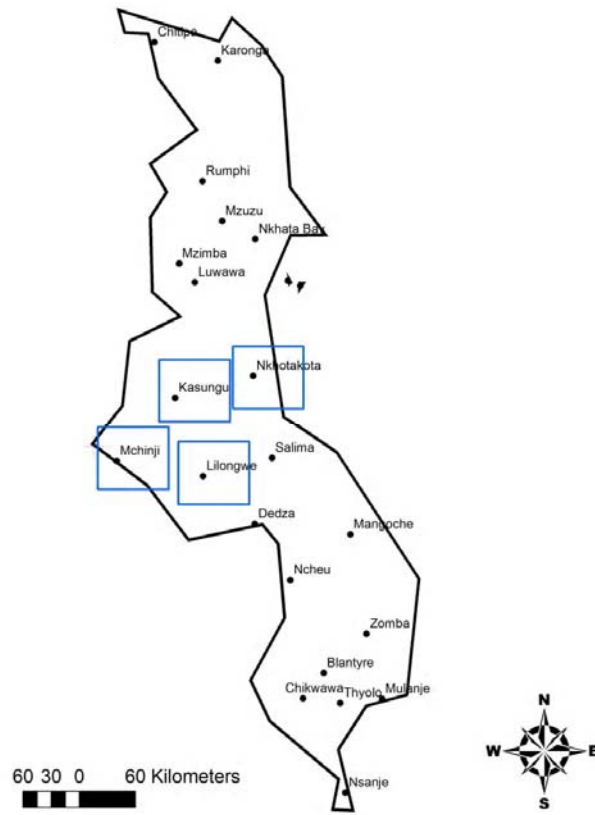 Chitipa
Karonga
Rumphi
Mzuzu
Nkhata Bay
Mzimba
Luwawa
Nkhotakota
Kasungu
Mchinji
Lilongwe
Salima
Dedza
Mangoche
Ncheu
Zomba
Blantyre
Chikwawa
Thyolo
Mulanje
Nsanje
60 30 0 60 Kilometers
N
W E
S